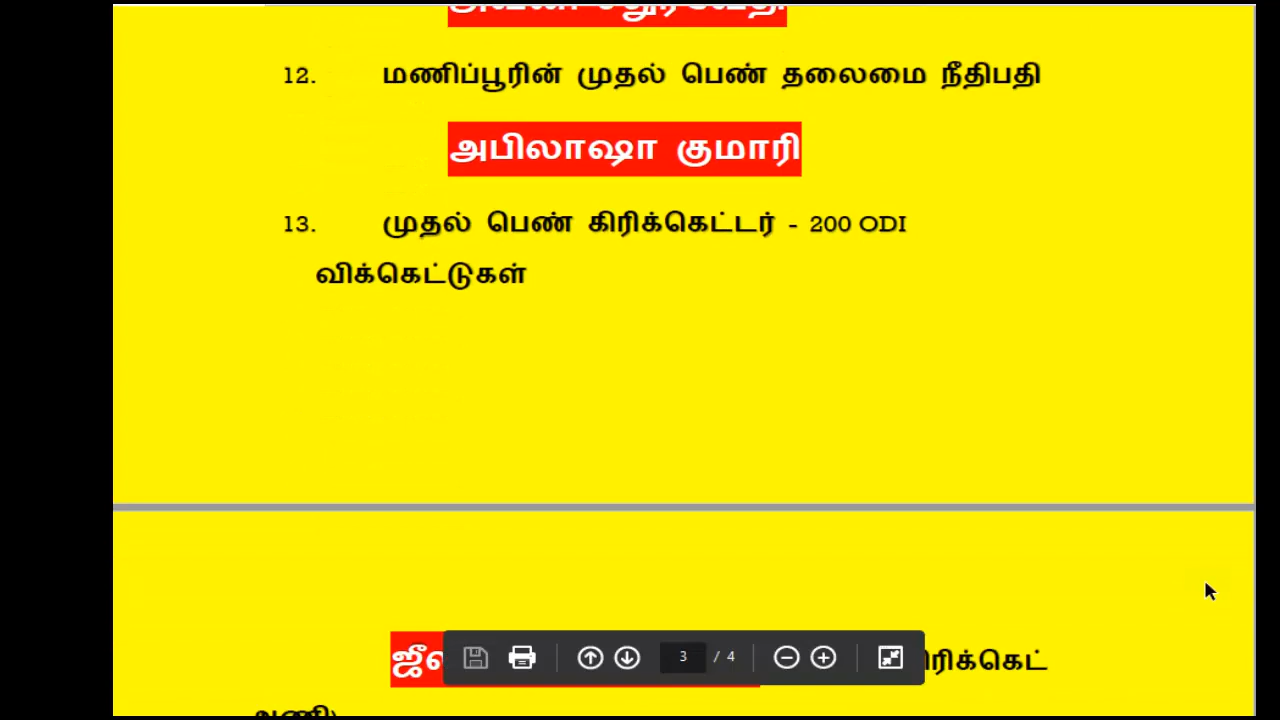 12. மணிப்பூரின் முதல் பெண் தலைமை நீதிபதி
அபிலாஷா குமாரி
13. முதல் பெண் கிரிக்கெட்டர் - 200 ODI
விக்கெட்டுகள்
3 / 4